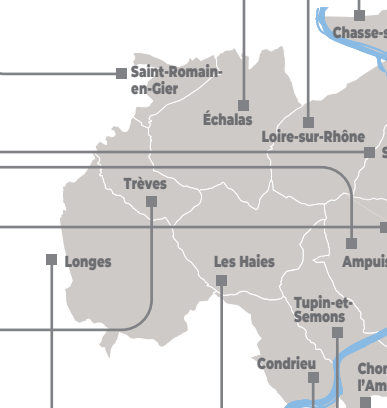 Chasse-s
Saint-Romain-
en-Gier
Échalas
Loire-sur-Rhône
S
Trèves
Longes
Les Haies
Ampuis
Tupin-et-
Semons
Condrieu
Chor
l'Am